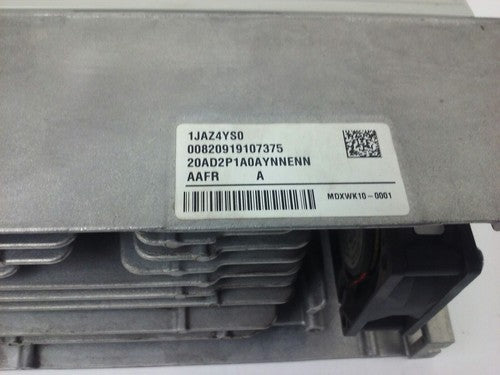 1JAZ4YS0
00820919107375
20AD2P1A0AYNNENN
AAFR A
MDXWK10-0001